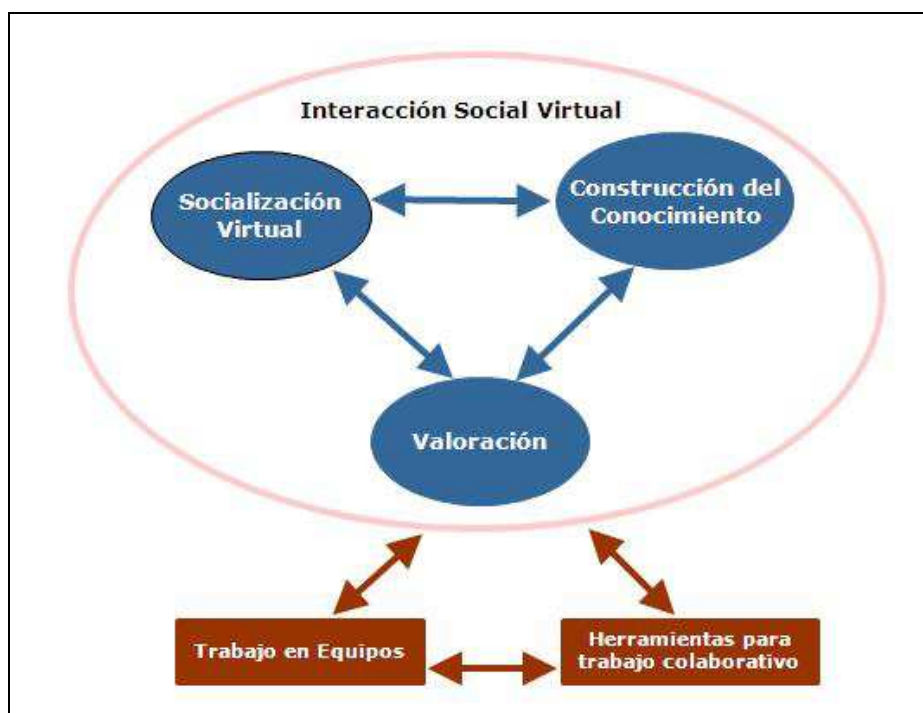 Interacción Social Virtual
Socialización
Virtual
Construcción del
Conocimiento
Valoración
Trabajo en Equipos
Herramientas para
trabajo colaborativo